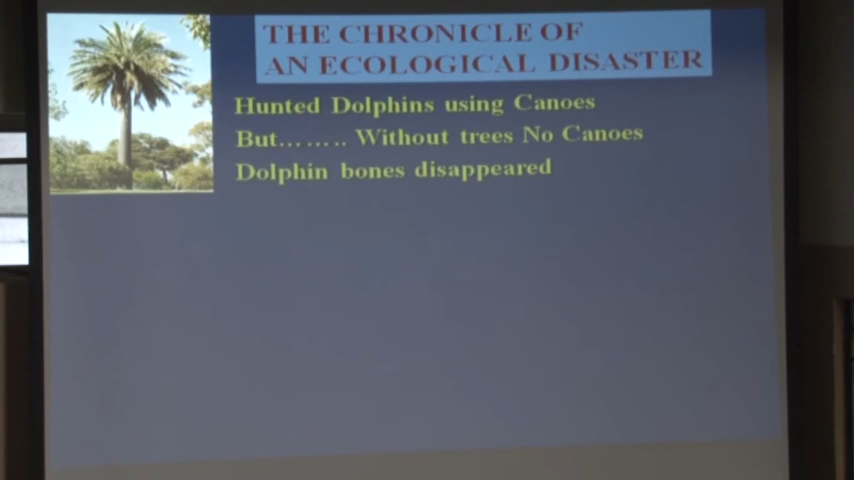 THE CHRONICLE OF
AN ECOLOGICAL DISASTER
Hunted Dolphins using Canoes
But…….. Without trees No Canoes
Dolphin bones disappeared